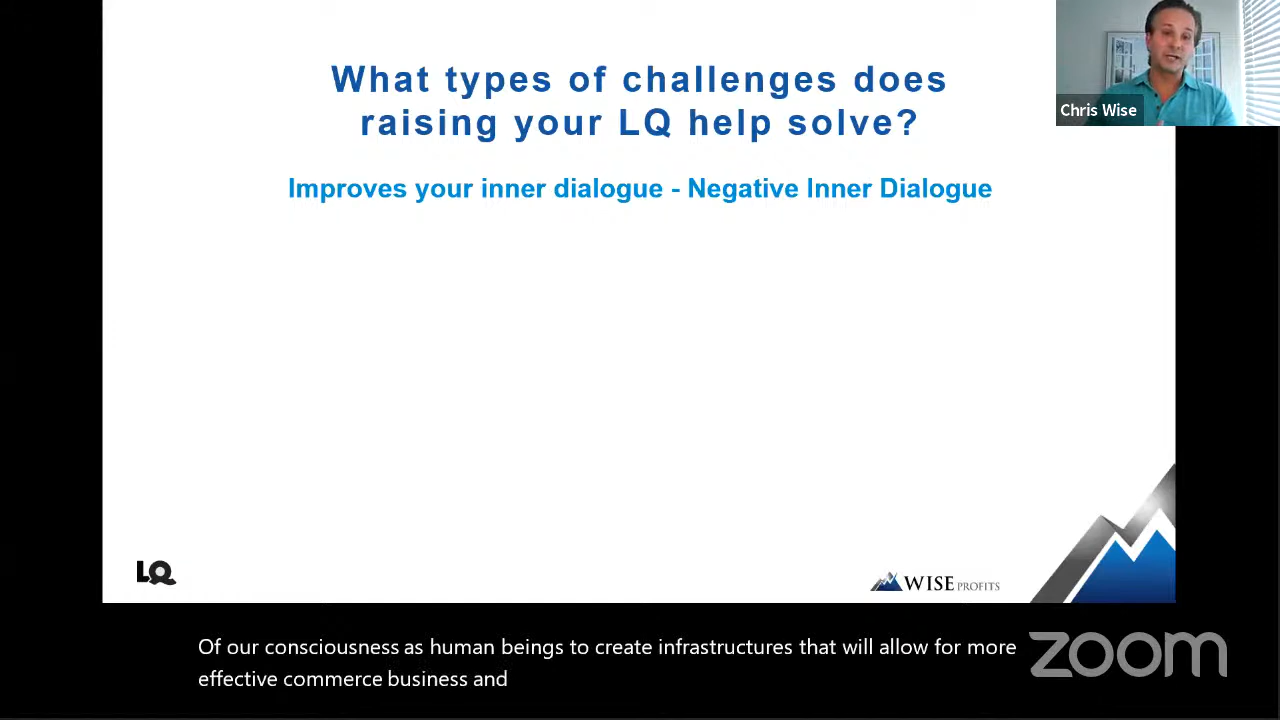 What types of challenges does
raising your LQ help solve?
Improves your inner dialogue - Negative Inner Dialogue
Chris Wise
LQ
WISE PROFITS
Of our consciousness as human beings to create infrastructures that will allow for more
effective commerce business and
zoom